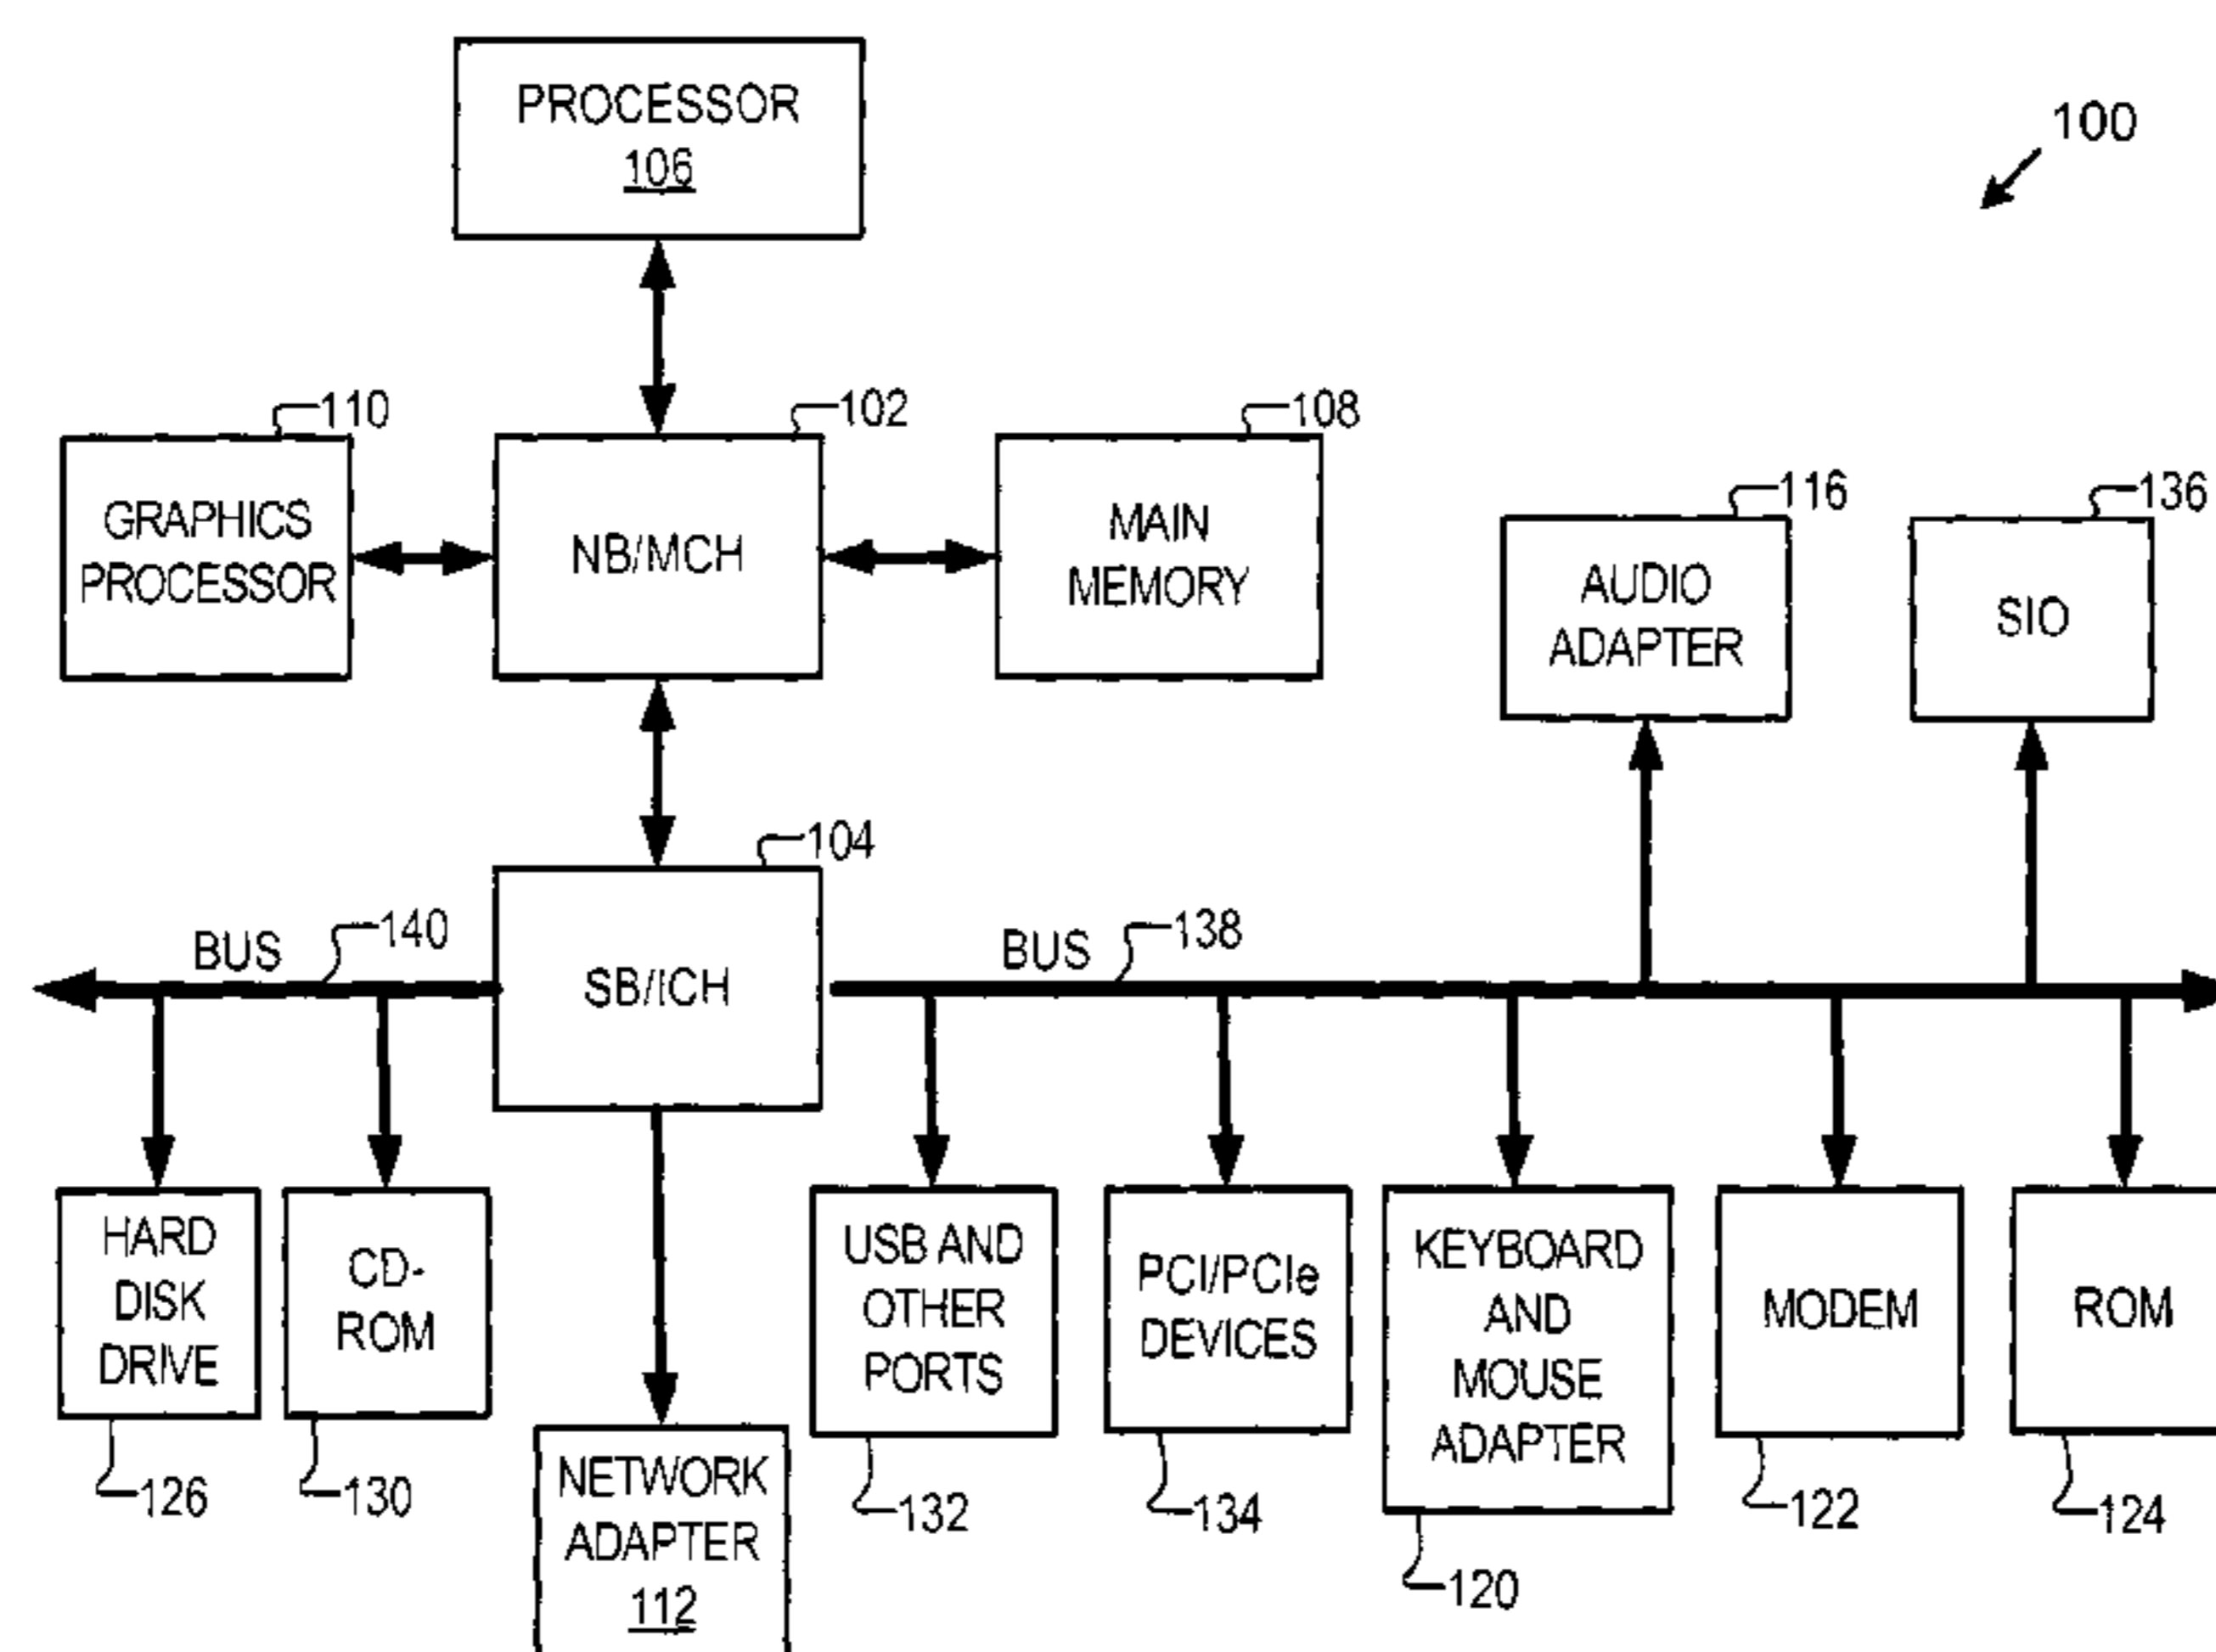 PROCESSOR
106
100
110
102
108
GRAPHICS
PROCESSOR
NB/MCH
MAIN
MEMORY
116
136
AUDIO
ADAPTER
SIO
104
BUS
140
SB/ICH
BUS
138
HARD
DISK
DRIVE
CD-
ROM
USB AND
OTHER
PORTS
PCI/PCIe
DEVICES
KEYBOARD
AND
MOUSE
ADAPTER
MODEM
ROM
126
130
NETWORK
ADAPTER
112
132
134
120
122
124